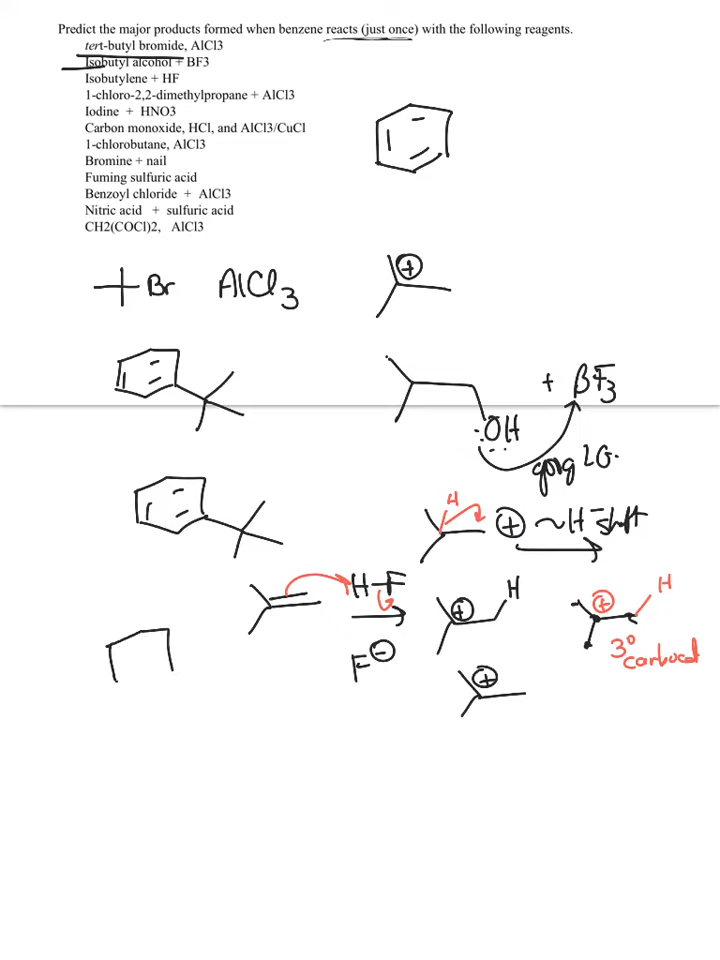 Predict the major products formed when benzene reacts (just once) with the following reagents.
tert-butyl bromide, AlCl3
Isobutyl alcohol + BF3
Isobutylene + HF
1-chloro-2,2-dimethylpropane + AlCl3
Iodine + HNO3
Carbon monoxide, HCl, and AlCl3/CuCl
1-chlorobutane, AlCl3
Bromine + nail
Fuming sulfuric acid
Benzoyl chloride + AlCl3
Nitric acid + sulfuric acid
CH2(COCl)2, AlCl3
Br AlCl3
+
+ BF3
:OH
LG.
H
+ ~H-shift
H-F
H
+
+
H
F-
3° carbocat
+